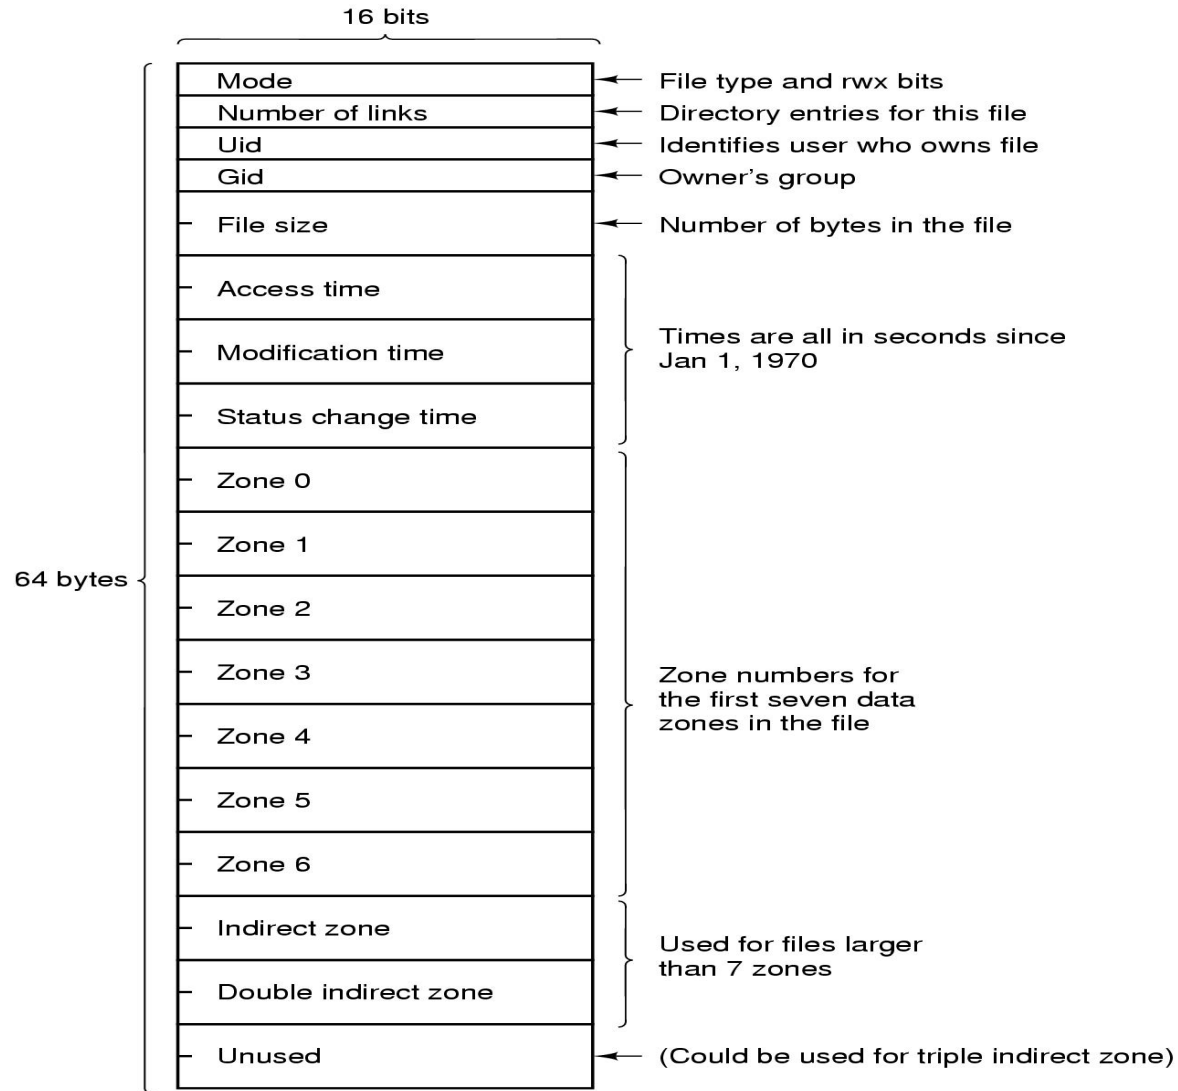 16 bits
Mode
File type and rwx bits
Number of links
Directory entries for this file
Uid
Identifies user who owns file
Gid
Owner's group
File size
Number of bytes in the file
Access time
Modification time
Times are all in seconds since
Jan 1, 1970
Status change time
Zone 0
Zone 1
64 bytes
Zone 2
Zone 3
Zone 4
Zone numbers for
the first seven data
zones in the file
Zone 5
Zone 6
Indirect zone
Double indirect zone
Used for files larger
than 7 zones
Unused
(Could be used for triple indirect zone)